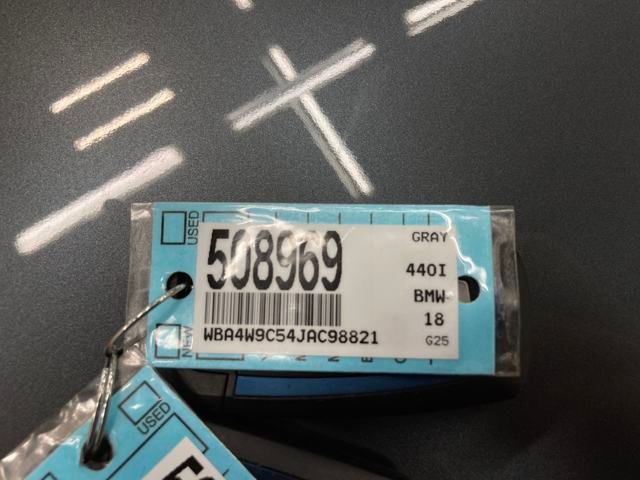 USED
508969
GRAY
440I
BMW
18
WBA4W9C54JAC98821
G25
NEW
USED